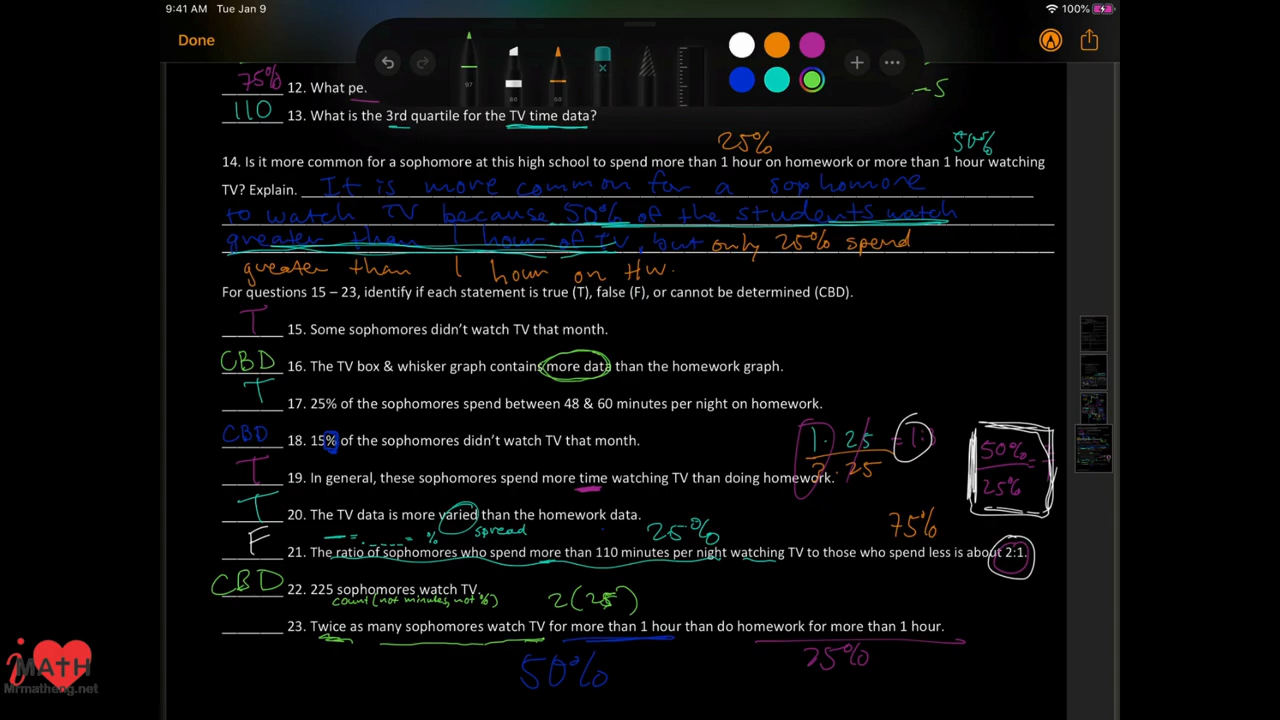 9:41 AM Tue Jan 9
100%
Done
97
75% 12. What pe.
110 13. What is the 3rd quartile for the TV time data?
25% 50%
14. Is it more common for a sophomore at this high school to spend more than 1 hour on homework or more than 1 hour watching
TV? Explain. It is more common for a sophomore
to watch TV because 50% of the students watch
greater than 1 hour of TV, but only 25% spend
greater than 1 hour on HW.
For questions 15 – 23, identify if each statement is true (T), false (F), or cannot be determined (CBD).
T 15. Some sophomores didn't watch TV that month.
CBD 16. The TV box & whisker graph contains more data than the homework graph.
T 17. 25% of the sophomores spend between 48 & 60 minutes per night on homework.
CBD 18. 15% of the sophomores didn't watch TV that month.
1· 25 = 1:3
3 25
50% =
25%
T 19. In general, these sophomores spend more time watching TV than doing homework.
T 20. The TV data is more varied than the homework data.
= . = % spread 25% 75%
F 21. The ratio of sophomores who spend more than 110 minutes per night watching TV to those who spend less is about 2:1.
CBD 22. 225 sophomores watch TV.
count (not minutes, not %) 2(25)
23. Twice as many sophomores watch TV for more than 1 hour than do homework for more than 1 hour.
50% 25%
i MATH
Mrmatheng.net